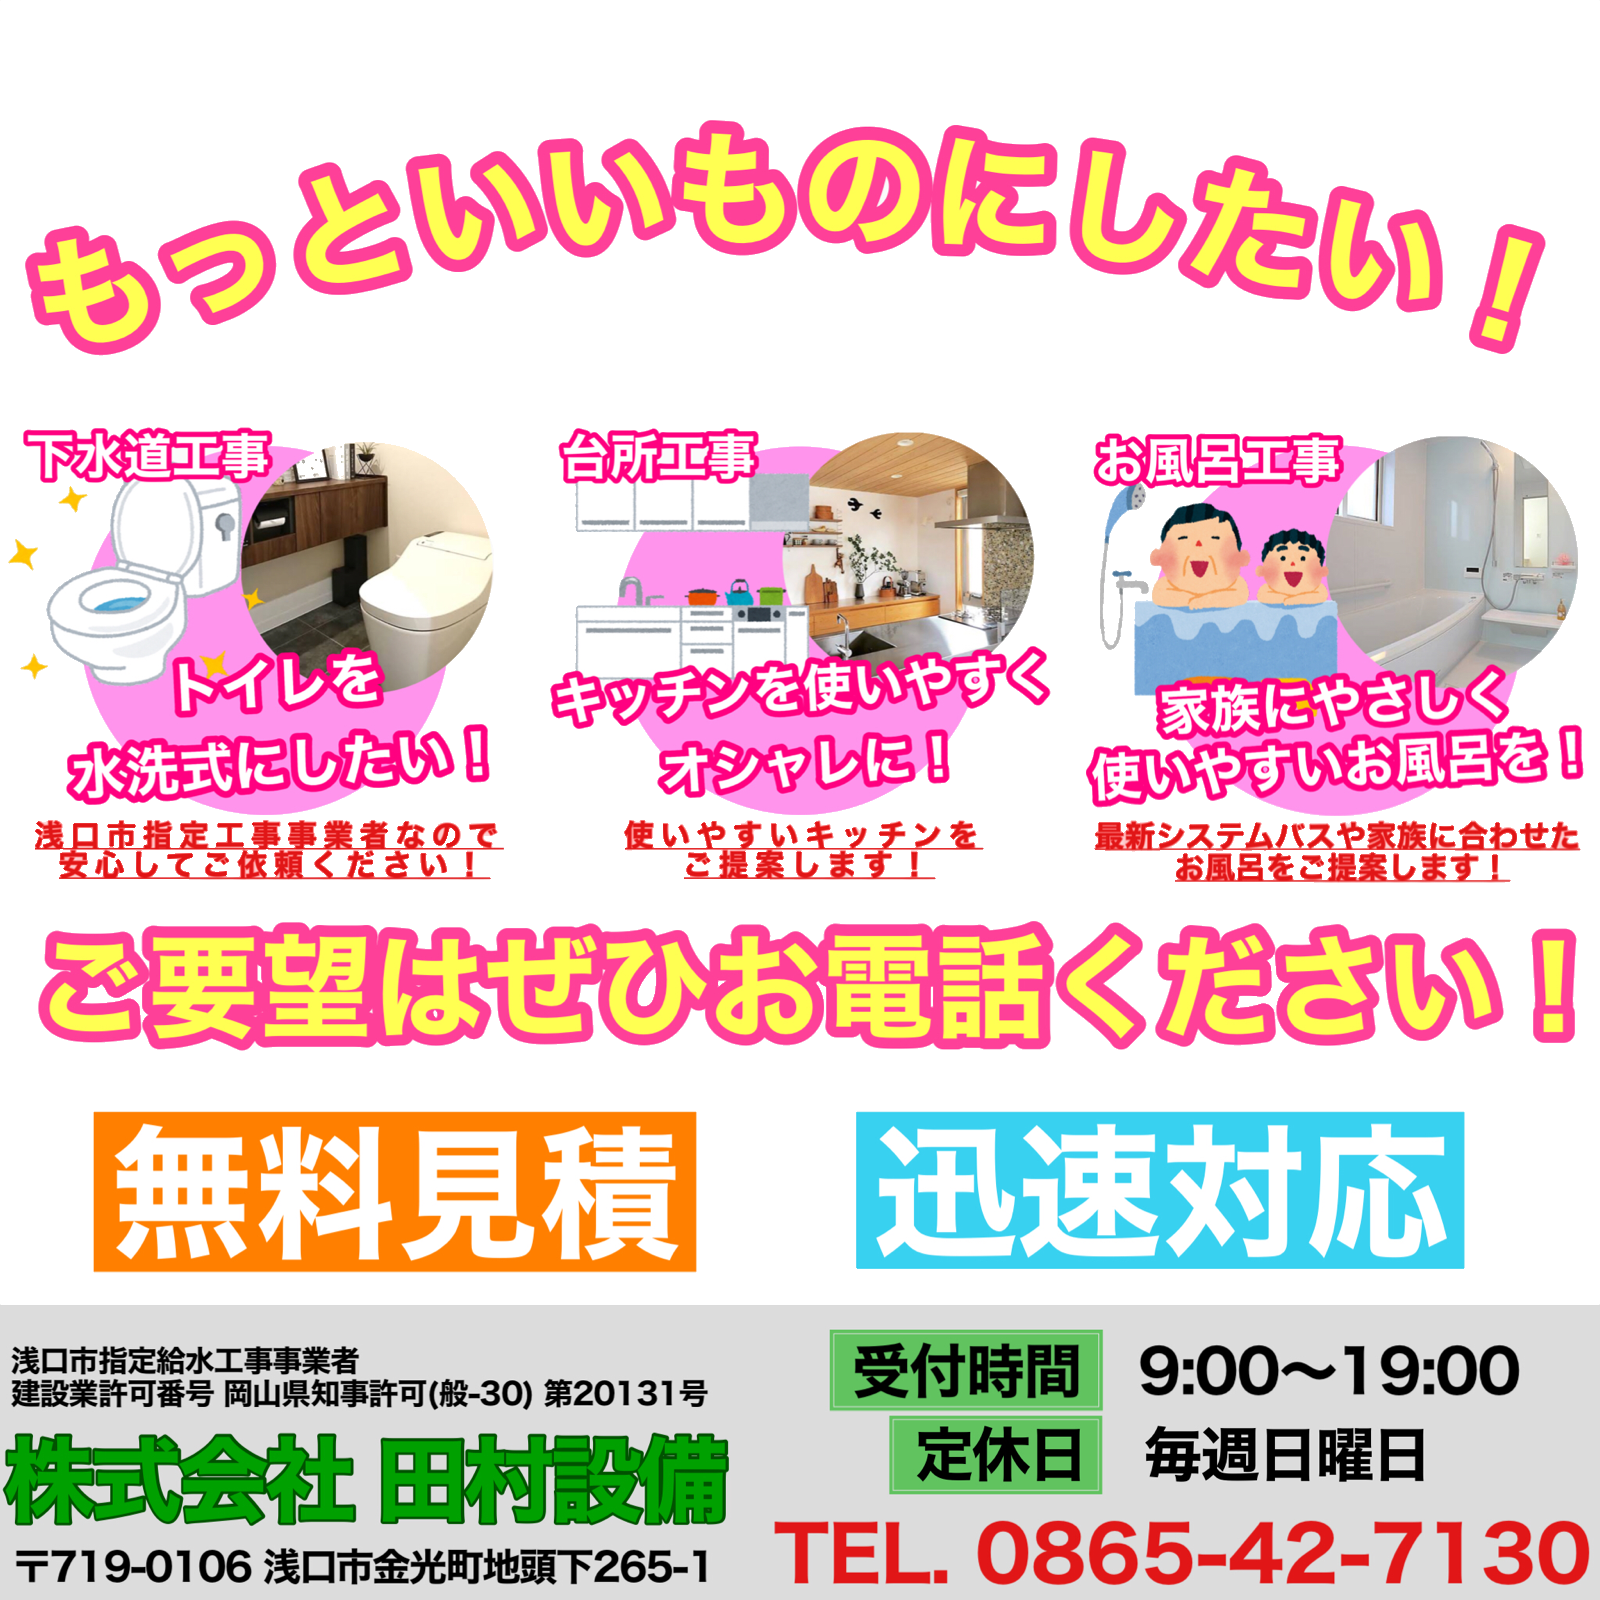 もっといいものにしたい！
下水道工事
トイレを
水洗式にしたい！
浅口市指定工事事業者なので
安心してご依頼ください！
台所工事
キッチンを使いやすく
オシャレに！
使いやすいキッチンを
ご提案します！
お風呂工事
家族にやさしく
使いやすいお風呂を！
最新システムバスや家族に合わせた
お風呂をご提案します！
ご要望はぜひお電話ください！
無料見積
迅速対応
浅口市指定給水工事事業者
建設業許可番号 岡山県知事許可(般-30) 第20131号
株式会社 田村設備
〒719-0106 浅口市金光町地頭下265-1
受付時間 9:00～19:00
定休日 毎週日曜日
TEL. 0865-42-7130